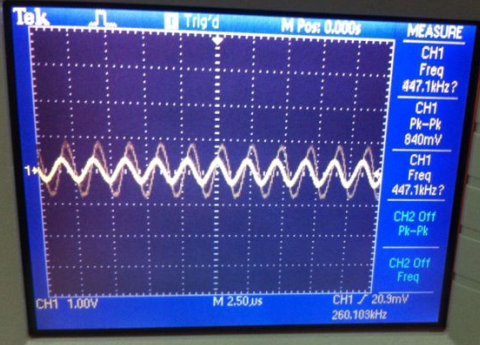 Tek Trig'd M Pos: 0.000s MEASURE
CH1
Freq
447.1kHz?
CH1
Pk-Pk
840mV
CH1
Freq
447.1kHz?
CH2 Off
Pk-Pk
CH2 Off
Freq
1
CH1 1.00V M 2.50µs CH1 20.9mV
260.103kHz